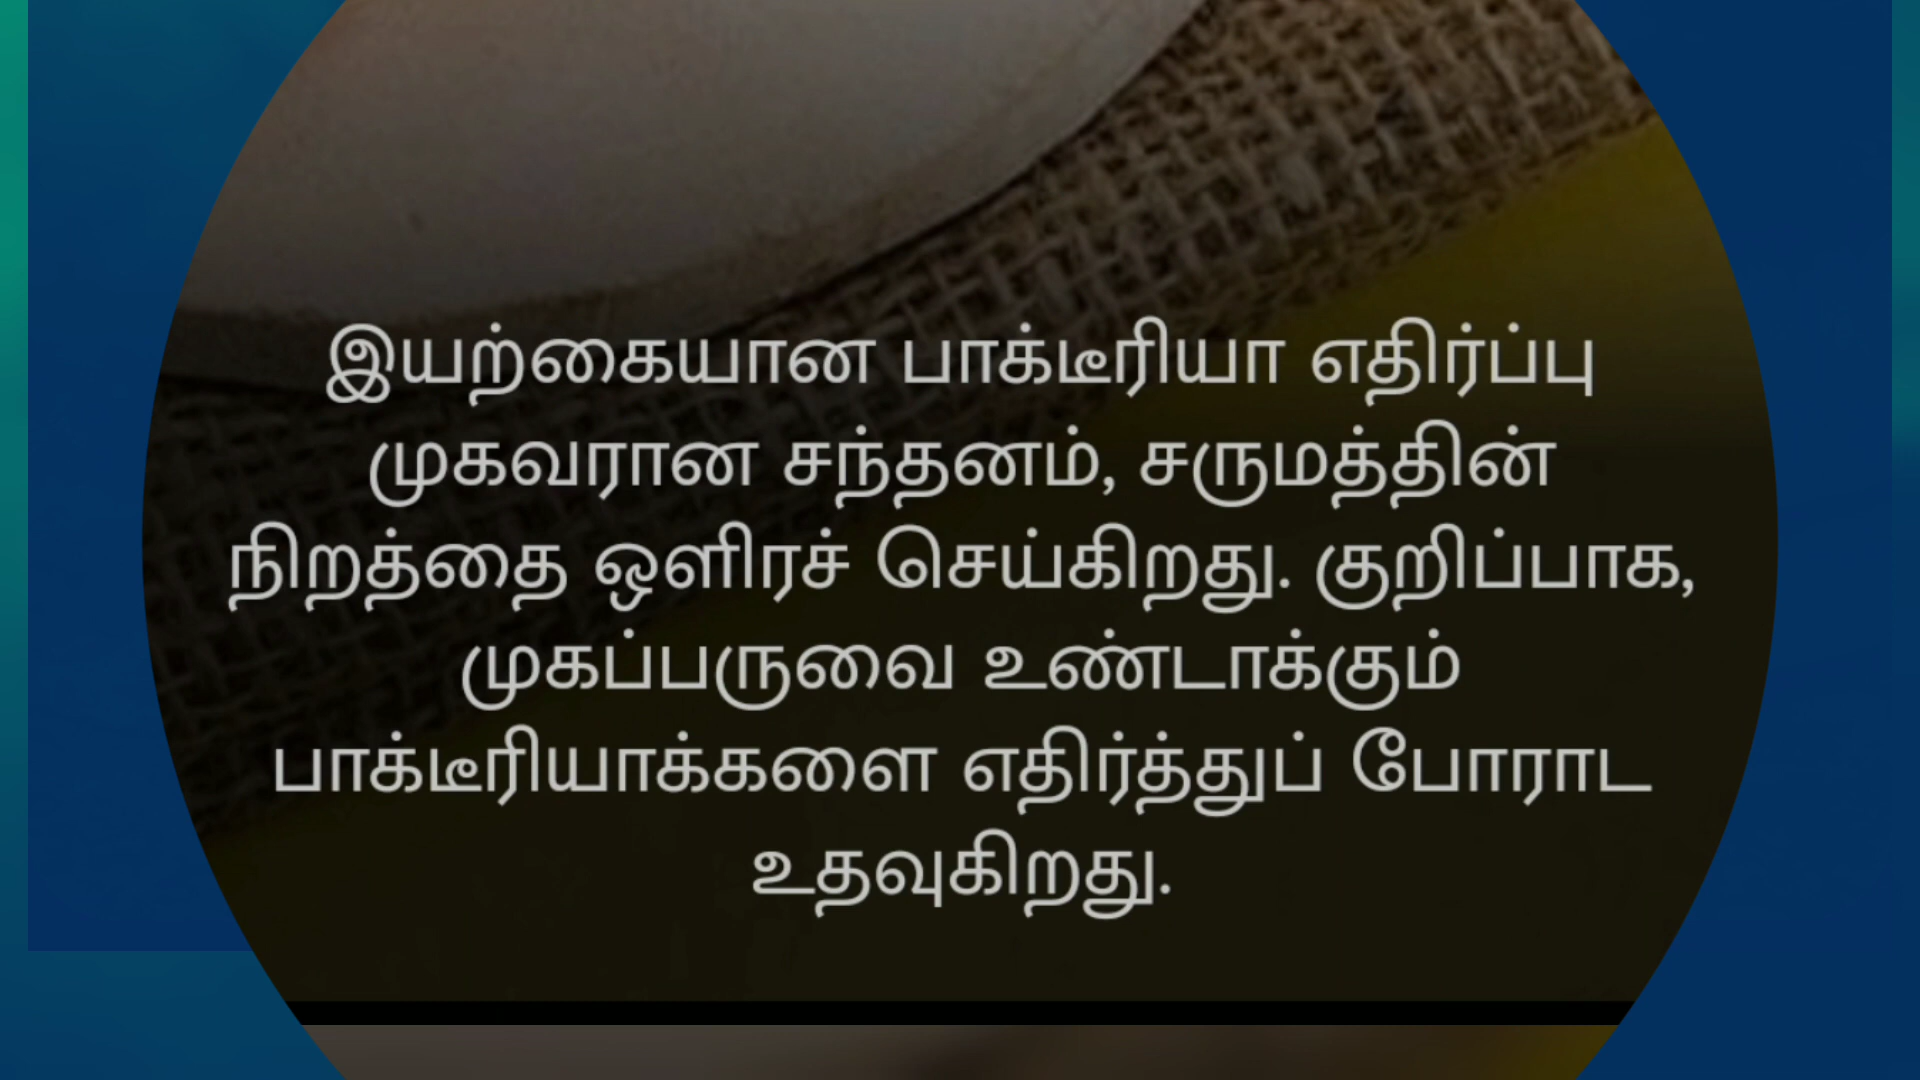 இயற்கையான பாக்டீரியா எதிர்ப்பு
முகவரான சந்தனம், சருமத்தின்
நிறத்தை ஒளிரச் செய்கிறது. குறிப்பாக,
முகப்பருவை உண்டாக்கும்
பாக்டீரியாக்களை எதிர்த்துப் போராட
உதவுகிறது.